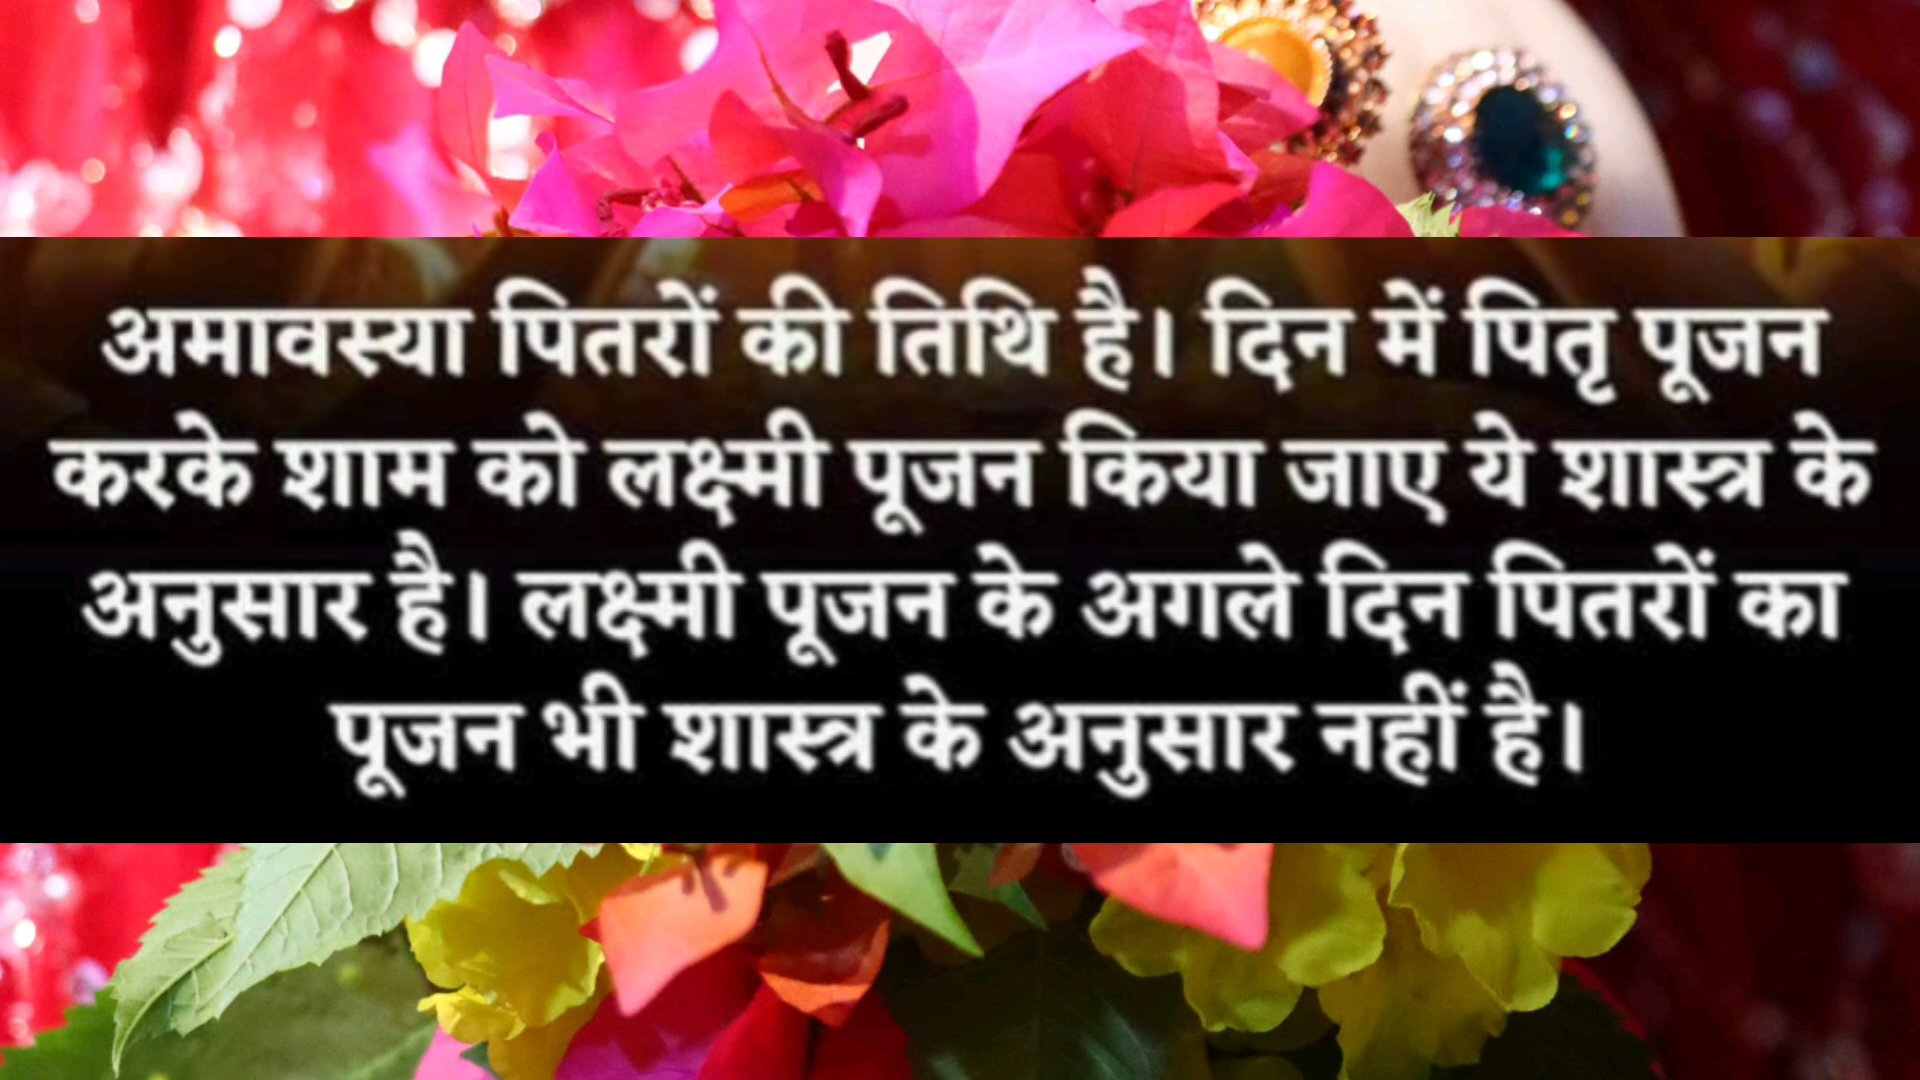 अमावस्या पितरों की तिथि है। दिन में पितृ पूजन
करके शाम को लक्ष्मी पूजन किया जाए ये शास्त्र के
अनुसार है। लक्ष्मी पूजन के अगले दिन पितरों का
पूजन भी शास्त्र के अनुसार नहीं है।